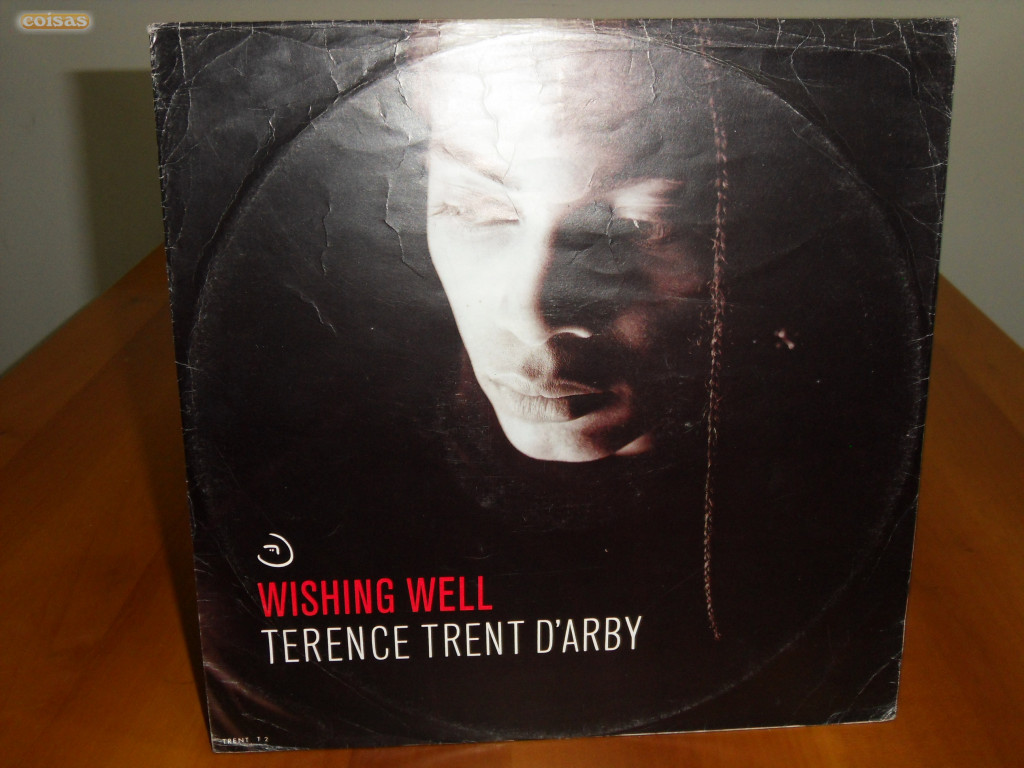 coisas
WISHING WELL
TERENCE TRENT D'ARBY
TRENT T2